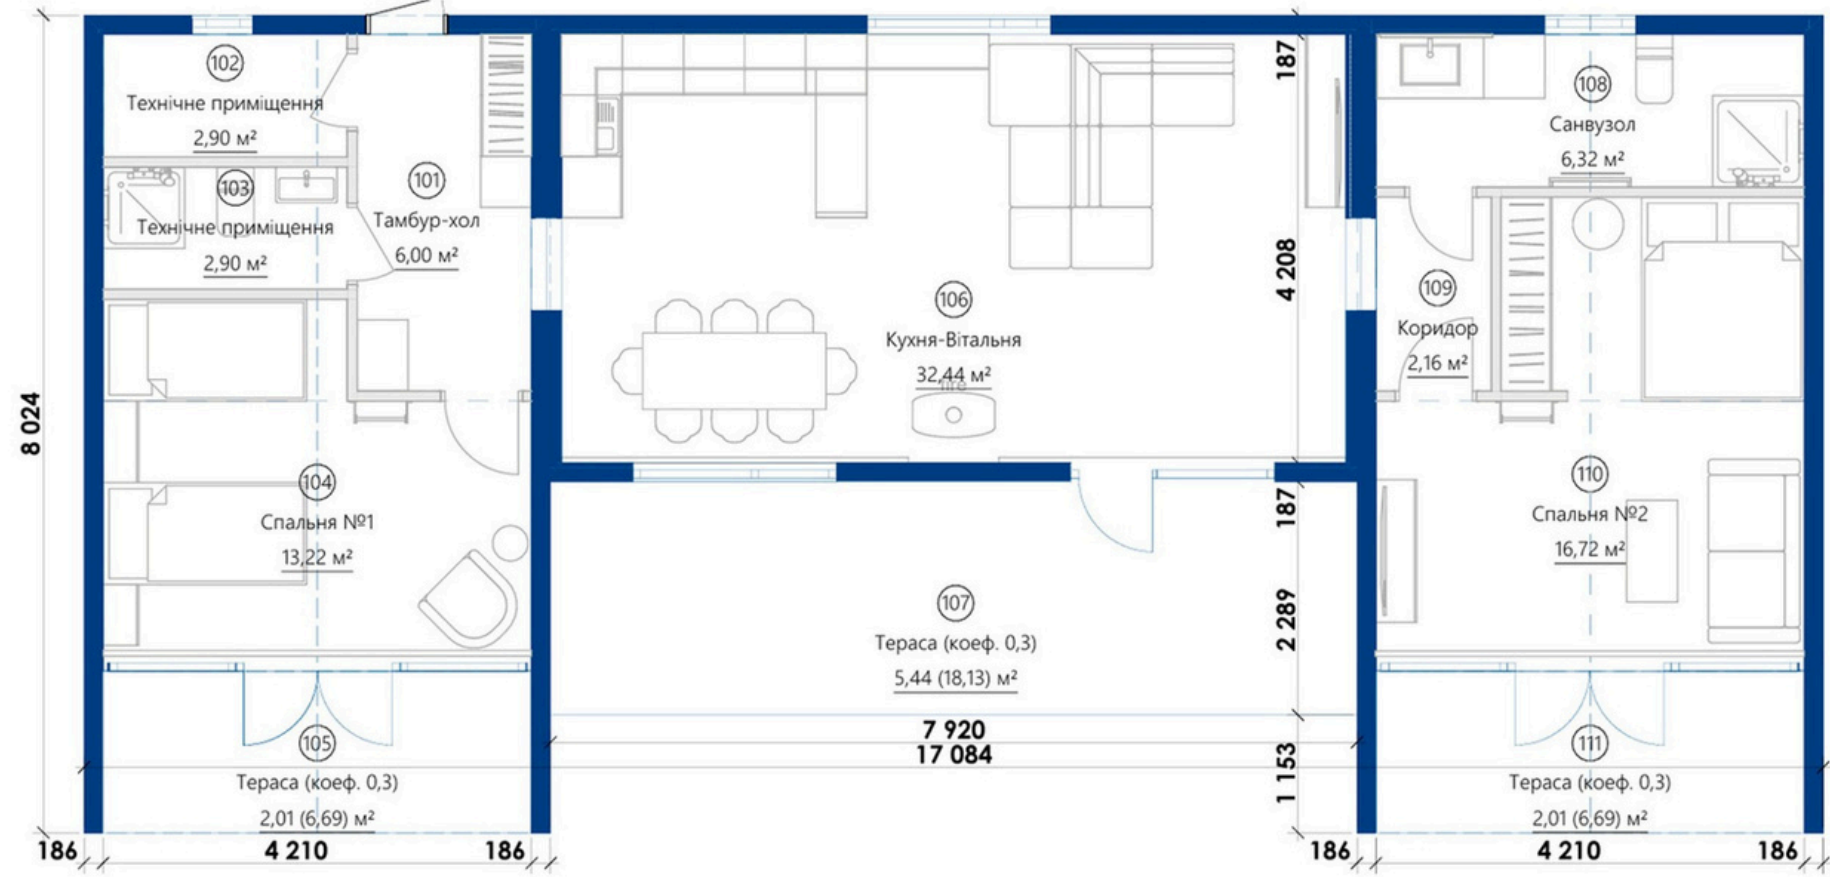 102
Технічне приміщення
2,90 м²
103
Технічне приміщення
2,90 м²
101
Тамбур-хол
6,00 м²
104
Спальня №1
13,22 м²
105
Тераса (коеф. 0,3)
2,01 (6,69) м²
106
Кухня-Вітальня
32,44 м²
fire
107
Тераса (коеф. 0,3)
5,44 (18,13) м²
7 920
17 084
108
Санвузол
6,32 м²
109
Коридор
2,16 м²
110
Спальня №2
16,72 м²
111
Тераса (коеф. 0,3)
2,01 (6,69) м²
8 024
187
4 208
187
2 289
1 153
186
4 210
186
186
4 210
186